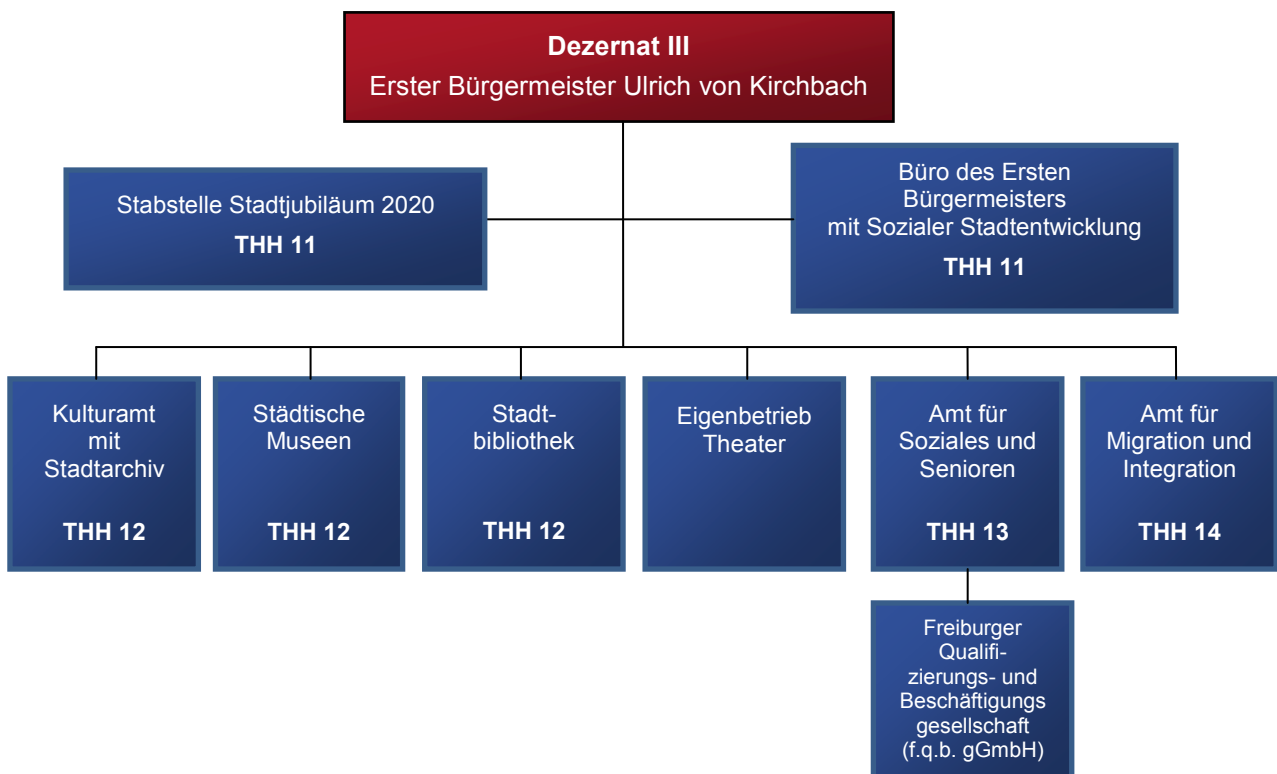 Dezernat III
Erster Bürgermeister Ulrich von Kirchbach
Stabstelle Stadtjubiläum 2020
THH 11
Büro des Ersten
Bürgermeisters
mit Sozialer Stadtentwicklung
THH 11
Kulturamt
mit
Stadtarchiv
THH 12
Städtische
Museen
THH 12
Stadt-
bibliothek
THH 12
Eigenbetrieb
Theater
Amt für
Soziales und
Senioren
THH 13
Amt für
Migration und
Integration
THH 14
Freiburger
Qualifi-
zierungs- und
Beschäftigungs
gesellschaft
(f.q.b. gGmbH)